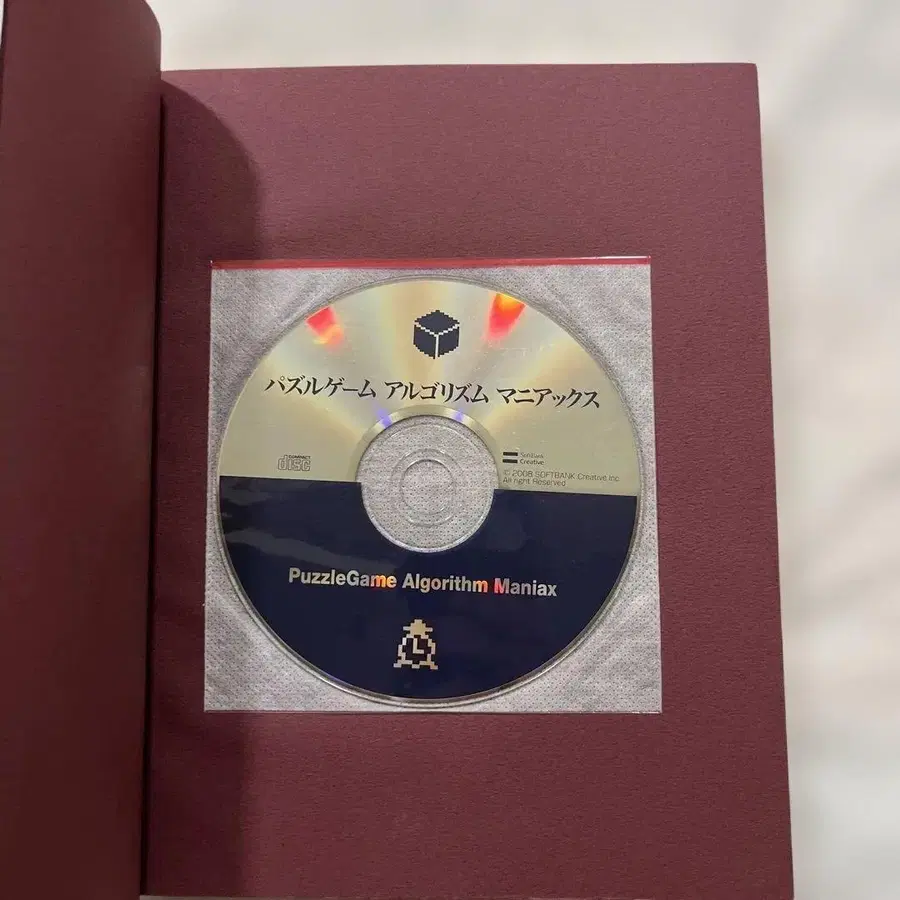 パズルゲーム アルゴリズム マニアックス
COMPACT
disc
SoftBank
Creative
© 2008 SOFTBANK Creative Inc.
All right Reserved
PuzzleGame Algorithm Maniax